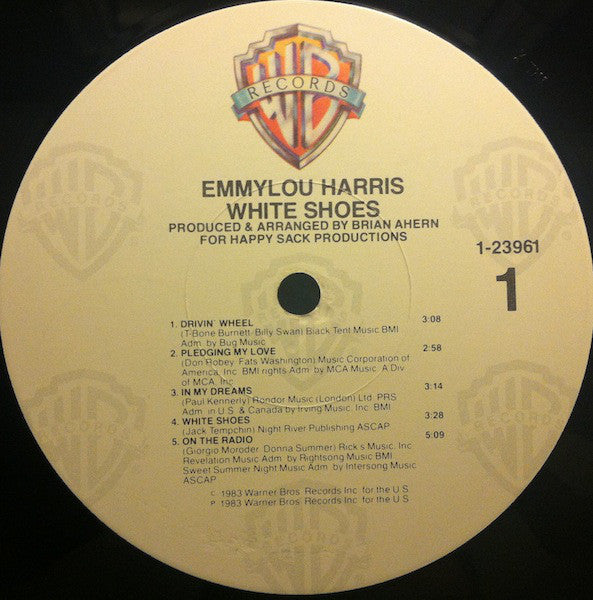 WB
RECORDS
EMMYLOU HARRIS
WHITE SHOES
PRODUCED & ARRANGED BY BRIAN AHERN
FOR HAPPY SACK PRODUCTIONS
1-23961
1
1. DRIVIN' WHEEL 3:08
(T-Bone Burnett, Billy Swan) Black Tent Music BMI
Adm. by Bug Music
2. PLEDGING MY LOVE 2:58
(Don Robey, Fats Washington) Music Corporation of
America, Inc. BMI rights Adm. by MCA Music. A Div.
of MCA. Inc.
3. IN MY DREAMS 3:14
(Paul Kennerly) Rondor Music (London) Ltd. PRS
Adm. in U.S. & Canada by Irving Music, Inc. BMI
4. WHITE SHOES 3:28
(Jack Tempchin) Night River Publishing ASCAP
5. ON THE RADIO 5:09
(Giorgio Moroder, Donna Summer) Rick's Music, Inc.
Revelation Music Adm. by Rightsong Music BMI
Sweet Summer Night Music Adm. by Intersong Music
ASCAP
© 1983 Warner Bros. Records Inc. for the U.S.
℗ 1983 Warner Bros. Records Inc. for the U.S.